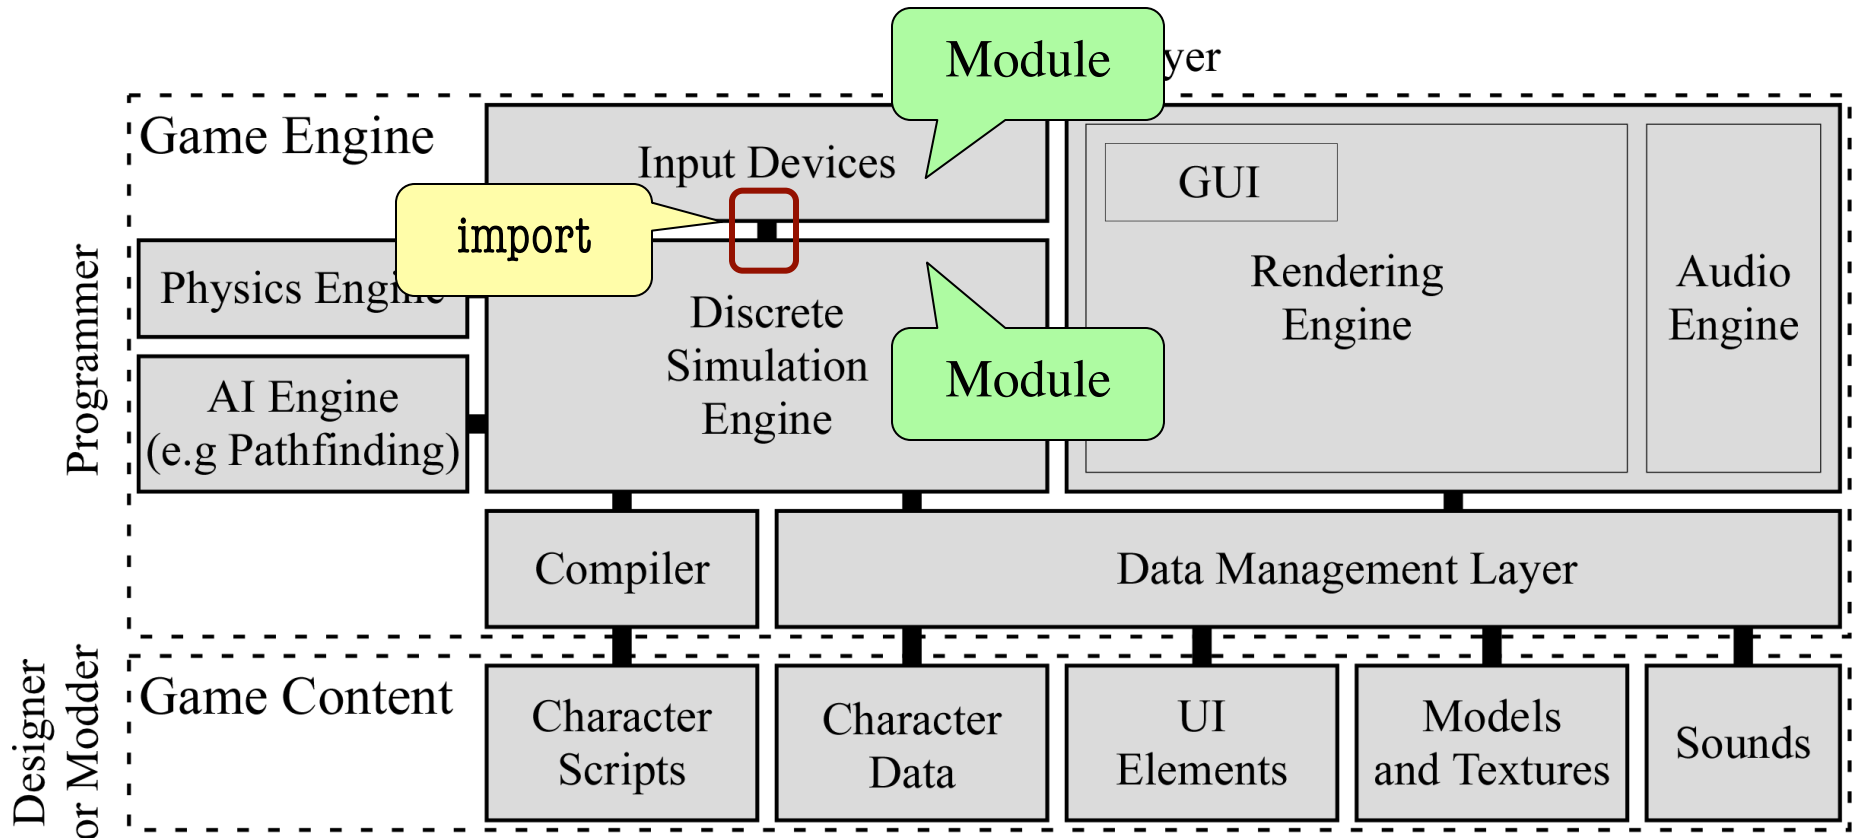 Module
yer
Game Engine
Input Devices
GUI
import
Physics Engine
Discrete
Simulation
Engine
Rendering
Engine
Audio
Engine
Module
AI Engine
(e.g Pathfinding)
Programmer
Compiler
Data Management Layer
Designer
or Modder
Game Content
Character
Scripts
Character
Data
UI
Elements
Models
and Textures
Sounds